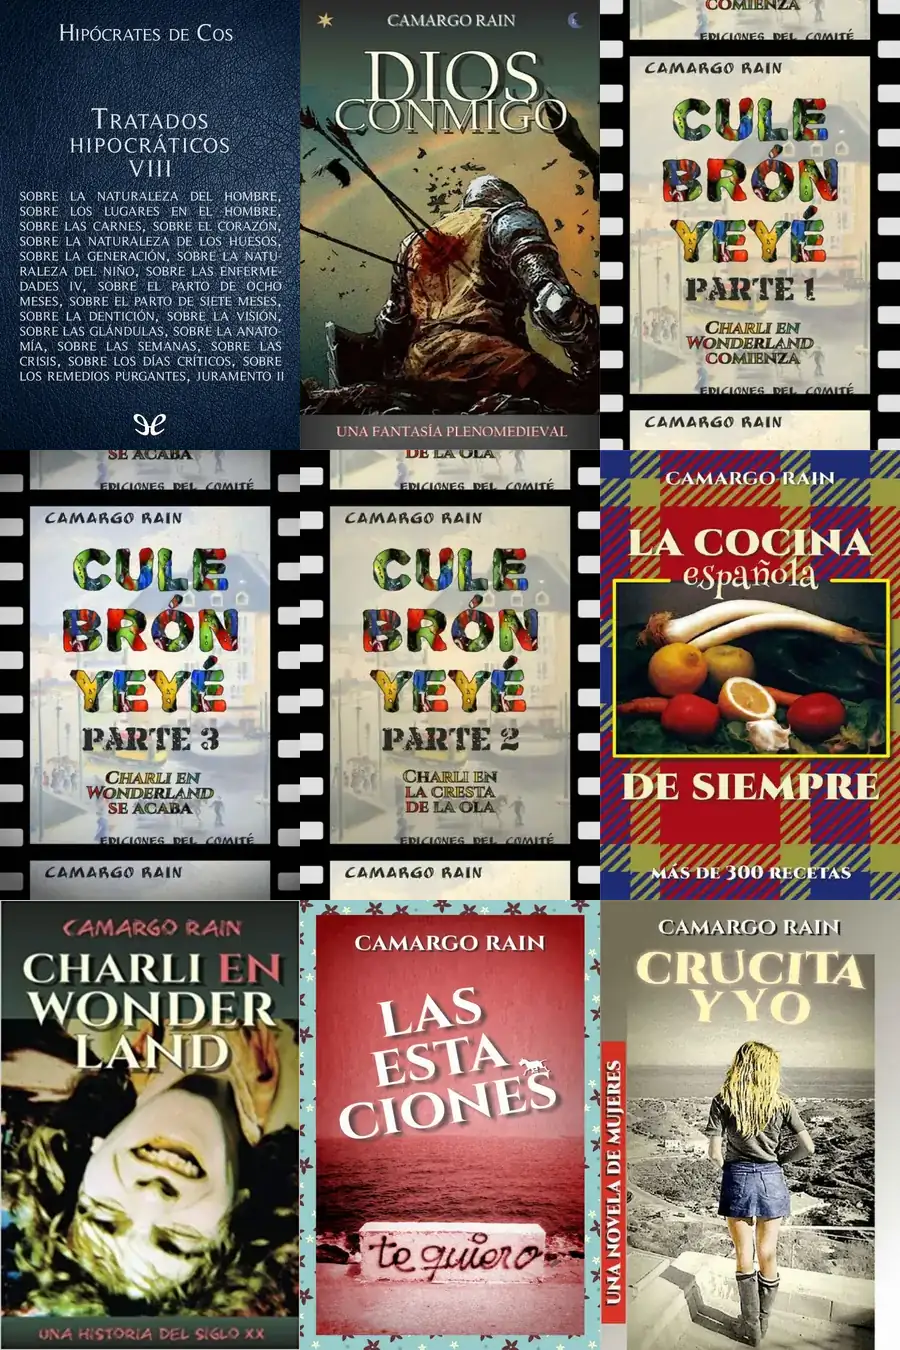 Hipócrates de Cos
Tratados
hipocráticos
VIII
SOBRE LA NATURALEZA DEL HOMBRE,
SOBRE LOS LUGARES EN EL HOMBRE,
SOBRE LAS CARNES, SOBRE EL CORAZÓN,
SOBRE LA NATURALEZA DE LOS HUESOS,
SOBRE LA GENERACIÓN, SOBRE LA NATU-
RALEZA DEL NIÑO, SOBRE LAS ENFERME-
DADES IV, SOBRE EL PARTO DE OCHO
MESES, SOBRE EL PARTO DE SIETE MESES,
SOBRE LA DENTICIÓN, SOBRE LA VISIÓN,
SOBRE LAS GLÁNDULAS, SOBRE LA ANATO-
MÍA, SOBRE LAS SEMANAS, SOBRE LAS
CRISIS, SOBRE LOS DÍAS CRÍTICOS, SOBRE
LOS REMEDIOS PURGANTES, JURAMENTO II
CAMARGO RAIN
DIOS
CONMIGO
UNA FANTASÍA PLENOMEDIEVAL
COMIENZA
EDICIONES DEL COMITÉ
CAMARGO RAIN
CULE
BRÓN
YEYÉ
PARTE 1
CHARLI EN
WONDERLAND
COMIENZA
EDICIONES DEL COMITÉ
CAMARGO RAIN
SE ACABA
EDICIONES DEL COMITÉ
CAMARGO RAIN
CULE
BRÓN
YEYÉ
PARTE 3
CHARLI EN
WONDERLAND
SE ACABA
EDICIONES DEL COMITÉ
CAMARGO RAIN
DE LA OLA
EDICIONES DEL COMITÉ
CAMARGO RAIN
CULE
BRÓN
YEYÉ
PARTE 2
CHARLI EN
LA CRESTA
DE LA OLA
EDICIONES DEL COMITÉ
CAMARGO RAIN
CAMARGO RAIN
LA COCINA
española
DE SIEMPRE
MÁS DE 300 RECETAS
CAMARGO RAIN
CHARLI EN
WONDER
LAND
UNA HISTORIA DEL SIGLO XX
CAMARGO RAIN
LAS
ESTA
CIONES
te quiero
CAMARGO RAIN
CRUCITA
Y YO
UNA NOVELA DE MUJERES